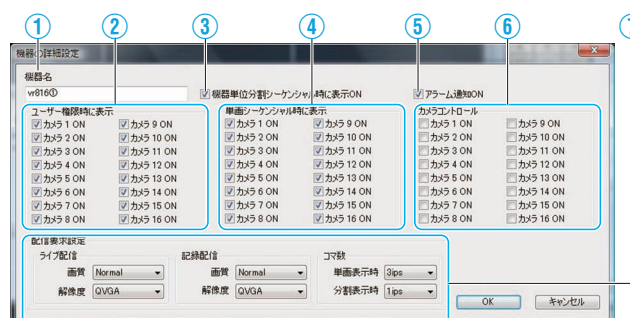 ① ② ③ ④ ⑤ ⑥
機器の詳細設定
機器名
vr816① 機器単位分割シーケンシャル時に表示ON アラーム通知ON
ユーザー権限時に表示 単画シーケンシャル時に表示 カメラコントロール
カメラ 1 ON カメラ 9 ON カメラ 1 ON カメラ 9 ON カメラ 1 ON カメラ 9 ON
カメラ 2 ON カメラ 10 ON カメラ 2 ON カメラ 10 ON カメラ 2 ON カメラ 10 ON
カメラ 3 ON カメラ 11 ON カメラ 3 ON カメラ 11 ON カメラ 3 ON カメラ 11 ON
カメラ 4 ON カメラ 12 ON カメラ 4 ON カメラ 12 ON カメラ 4 ON カメラ 12 ON
カメラ 5 ON カメラ 13 ON カメラ 5 ON カメラ 13 ON カメラ 5 ON カメラ 13 ON
カメラ 6 ON カメラ 14 ON カメラ 6 ON カメラ 14 ON カメラ 6 ON カメラ 14 ON
カメラ 7 ON カメラ 15 ON カメラ 7 ON カメラ 15 ON カメラ 7 ON カメラ 15 ON
カメラ 8 ON カメラ 16 ON カメラ 8 ON カメラ 16 ON カメラ 8 ON カメラ 16 ON
配信要求設定
ライブ配信 記録配信 コマ数
画質 Normal 画質 Normal 単画表示時 3ips
解像度 QVGA 解像度 QVGA 分割表示時 1ips
OK キャンセル